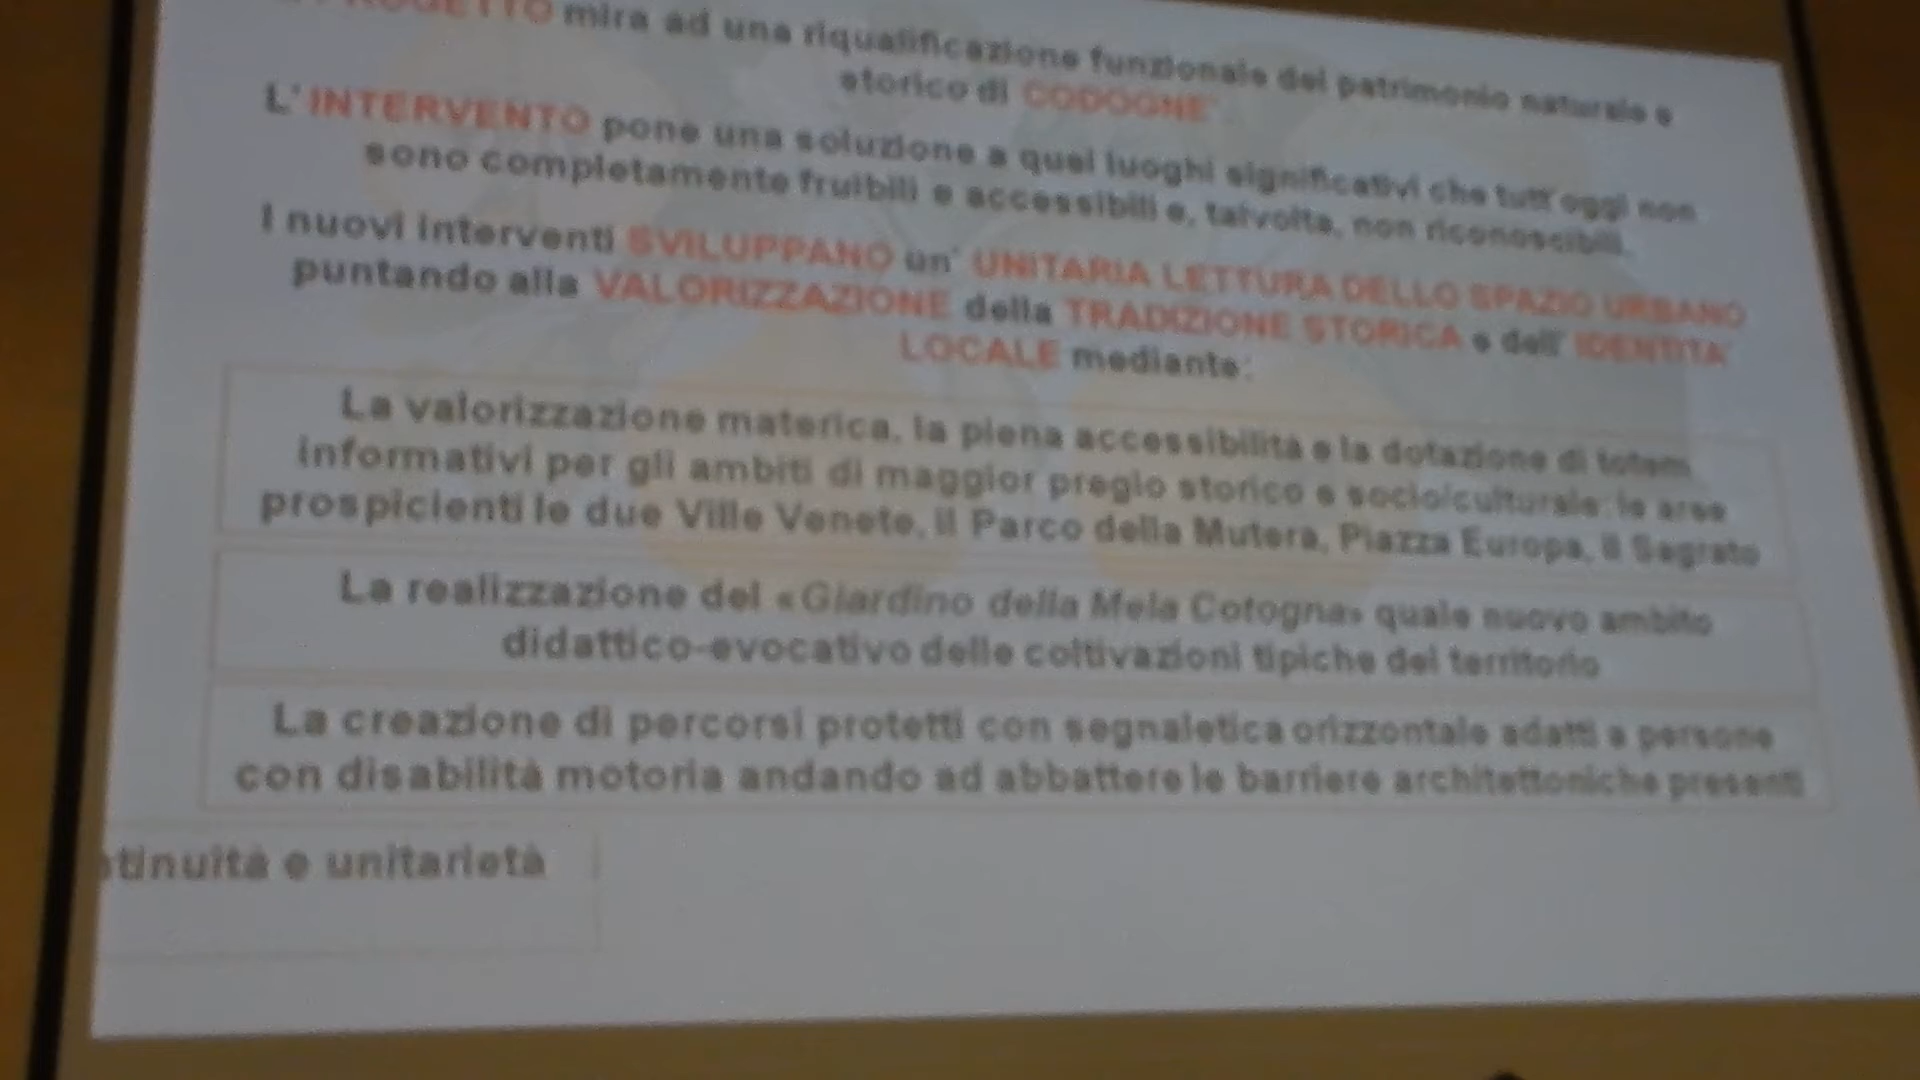 PROGETTO mira ad una riqualificazione funzionale del patrimonio naturale e
storico di CODOGNE'
L'INTERVENTO pone una soluzione a quei luoghi significativi che tutt'oggi non
sono completamente fruibili e accessibili e, talvolta, non riconoscibili.
I nuovi interventi SVILUPPANO un' UNITARIA LETTURA DELLO SPAZIO URBANO
puntando alla VALORIZZAZIONE della TRADIZIONE STORICA e dell' IDENTITA'
LOCALE mediante:
La valorizzazione materica, la piena accessibilità e la dotazione di totem
informativi per gli ambiti di maggior pregio storico e socio/culturale: le aree
prospicienti le due Ville Venete, il Parco della Mutera, Piazza Europa, il Sagrato
La realizzazione del «Giardino della Mela Cotogna» quale nuovo ambito
didattico-evocativo delle coltivazioni tipiche del territorio
La creazione di percorsi protetti con segnaletica orizzontale adatti a persone
con disabilità motoria andando ad abbattere le barriere architettoniche presenti
tinuità e unitarietà